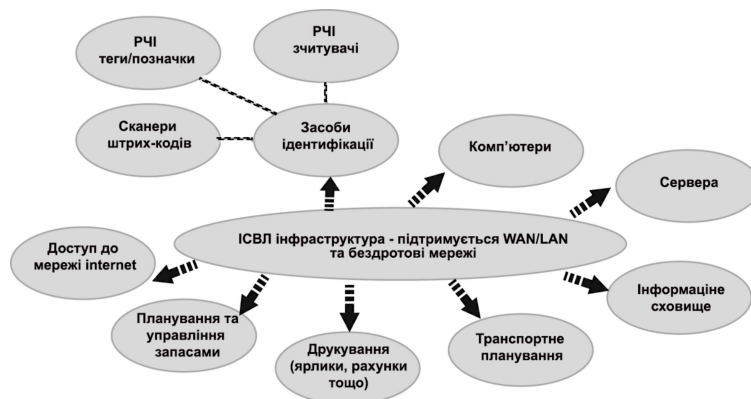 РЧІ
теги/позначки
РЧІ
зчитувачі
Сканери
штрих-кодів
Засоби
ідентифікації
Комп’ютери
Сервера
ІСВЛ інфраструктура - підтримується WAN/LAN
та бездротові мережі
Доступ до
мережі internet
Інформаціне
сховище
Планування та
управління
запасами
Друкування
(ярлики, рахунки
тощо)
Транспортне
планування